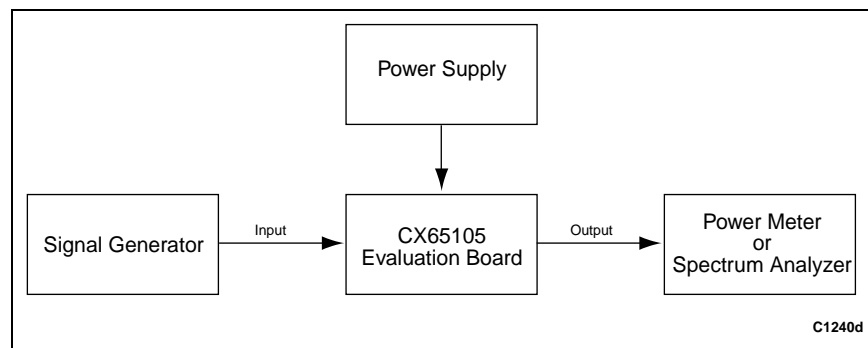 Power Supply
Signal Generator
Input
CX65105
Evaluation Board
Output
Power Meter
or
Spectrum Analyzer
C1240d